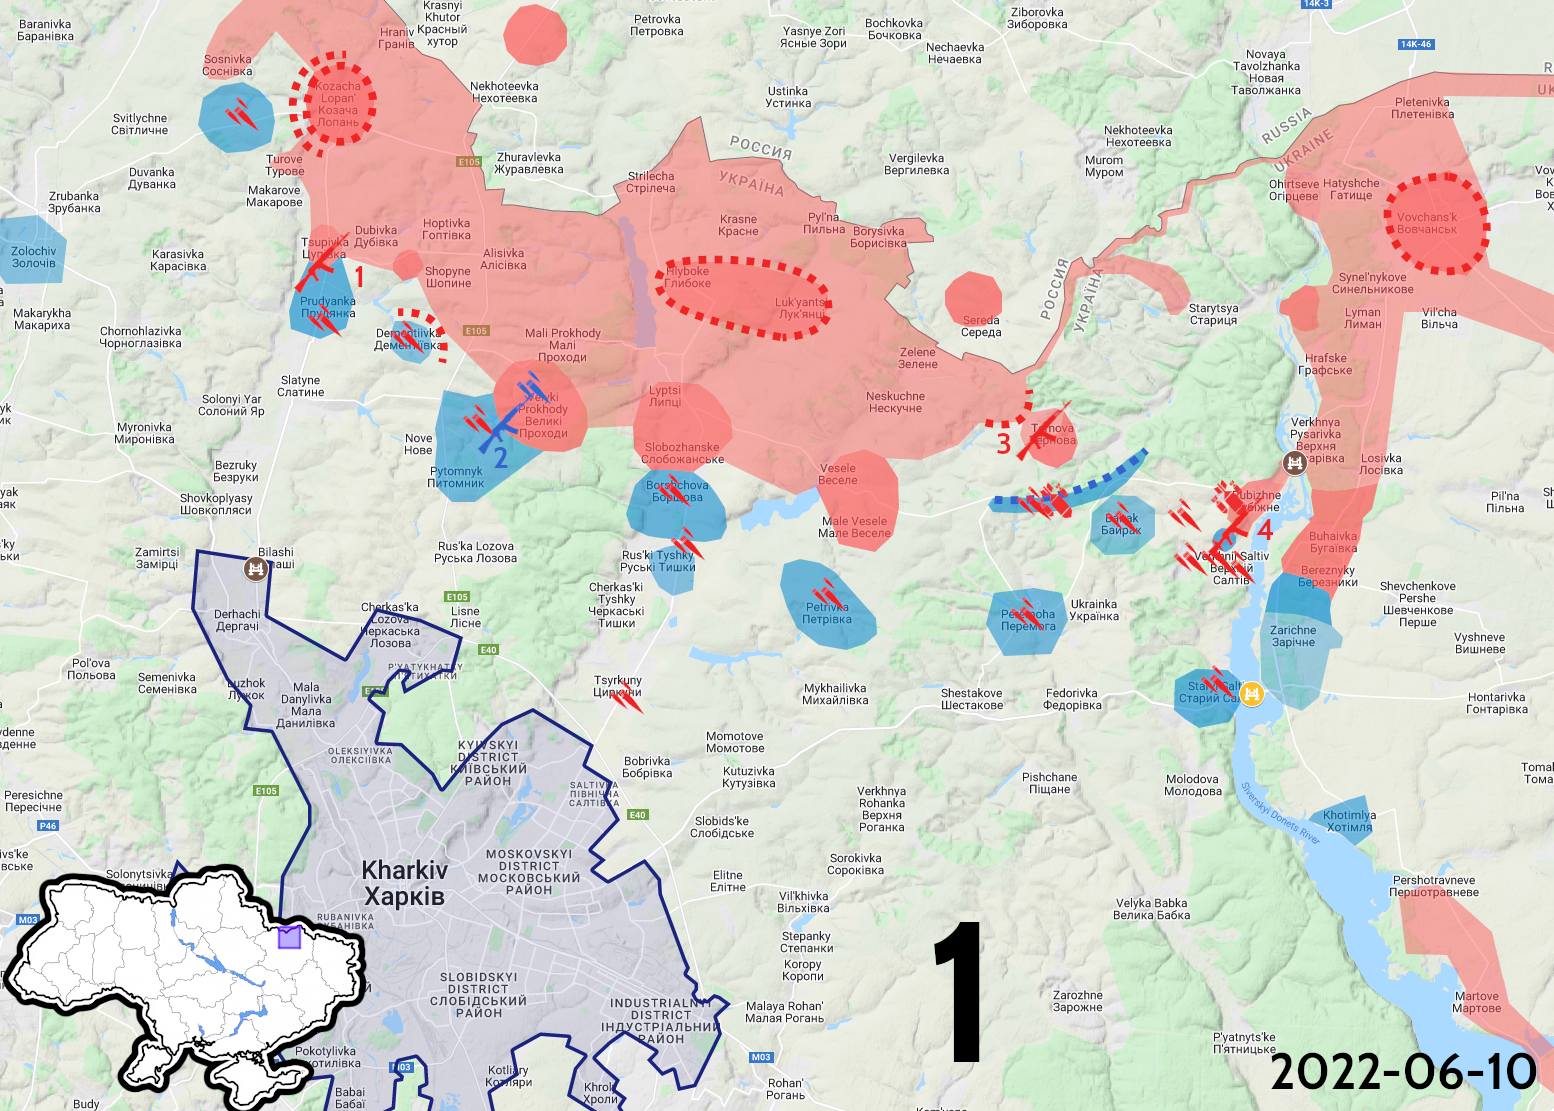 Baranivka
Баранівка
Krasnyi
Khutor
Красный
хутор
Petrovka
Петровка
Yasnye Zori
Ясные Зори
Bochkovka
Бочковка
Ziborovka
Зиборовка
14K-3
14K-46
Hraniv
Гранів
Nechaevka
Нечаевка
Novaya
Tavolzhanka
Новая
Таволжанка
Sosnivka
Соснівка
Kozacha
Lopan'
Козача
Лопань
Nekhoteevka
Нехотеевка
Ustinka
Устинка
Pletenivka
Плетенівка
Svitlychne
Світличне
RUSSIA
UKRAINE
Nekhoteevka
Нехотеевка
РОССИЯ
УКРАЇНА
E105
Zhuravlevka
Журавлевка
Vergilevka
Вергилевка
Murom
Муром
Turove
Турове
Duvanka
Дуванка
Makarove
Макарове
Strilecha
Стрілеча
Ohirtseve
Огірцеве
Hatyshche
Гатище
Zrubanka
Зрубанка
Vovchans'k
Вовчанськ
Hoptivka
Гоптівка
Krasne
Красне
Pyl'na
Пильна
Borysivka
Борисівка
Dubivka
Дубівка
Tsupivka
Цупівка
Zolochiv
Золочів
Karasivka
Карасівка
Alisivka
Алісівка
Shopyne
Шопине
1
Hlyboke
Глибоке
Luk'yantsi
Лук'янці
РОССИЯ
УКРАЇНА
Synel'nykove
Синельникове
Prudyanka
Прудянка
Makarykha
Макариха
Starytsya
Стариця
Lyman
Лиман
Vil'cha
Вільча
Sereda
Середа
Chornohlazivka
Чорноглазівка
Dementiivka
Дементіївка
E105
Mali Prokhody
Малі
Проходи
Zelene
Зелене
Hrafske
Графське
Slatyne
Слатине
Solonyi Yar
Солоний Яр
Lyptsi
Липці
Neskuchne
Нескучне
Velyki
Prokhody
Великі
Проходи
Myronivka
Миронівка
Nove
Нове
2
3
Ternova
Тернова
Verkhnya
Pysarivka
Верхня
Писарівка
Slobozhanske
Слобожанське
Losivka
Лосівка
Bezruky
Безруки
Pytomnyk
Питомник
Vesele
Веселе
Borshchova
Борщова
Shovkoplyasy
Шовкопляси
Rubizhne
Рубіжне
Pil'na
Пільна
Male Vesele
Мале Веселе
Bairak
Байрак
4
Buhaivka
Бугаївка
Zamirtsi
Замірці
Bilashi
Білаші
Rus'ka Lozova
Руська Лозова
Rus'ki Tyshky
Руські Тишки
Verkhnii Saltiv
Верхній
Салтів
Bereznyky
Березники
Cherkas'ki
Tyshky
Черкаські
Тишки
E105
Lisne
Лісне
Shevchenkove
Pershe
Шевченкове
Перше
Derhachi
Дергачі
Cherkas'ka
Lozova
Черкаська
Лозова
Petrivka
Петрівка
Peremoha
Перемога
Ukrainka
Українка
Zarichne
Зарічне
Vyshneve
Вишневе
E40
Pol'ova
Польова
Semenivka
Семенівка
P'YATYKHATKY
П'ЯТИХАТКИ
Luzhok
Лужок
Mala
Danylivka
Мала
Данилівка
Tsyrkuny
Циркуни
Mykhailivka
Михайлівка
Shestakove
Шестакове
Fedorivka
Федорівка
Staryi Saltiv
Старий Салтів
Hontarivka
Гонтарівка
OLEKSIYIVKA
ОЛЕКСІЇВКА
KYIVSKYI
DISTRICT
КИЇВСЬКИЙ
РАЙОН
Momotove
Момотове
Bobrivka
Бобрівка
Kutuzivka
Кутузівка
E105
SALTIVKA
ПІВНІЧНА
САЛТІВКА
E40
Peresichne
Пересічне
P46
Slobids'ke
Слобідське
Verkhnya
Rohanka
Верхня
Роганка
Pishchane
Піщане
Molodova
Молодова
Siverskyi Donets River
Khotimlya
Хотімля
Kharkiv
Харків
MOSKOVSKYI
DISTRICT
МОСКОВСЬКИЙ
РАЙОН
Elitne
Елітне
Sorokivka
Сороківка
Vil'khivka
Вільхівка
Pershotravneve
Першотравневе
Velyka Babka
Велика Бабка
Solonytsivka
M03
RUBANIVKA
Stepanky
Степанки
Koropy
Коропи
1
SLOBIDSKYI
DISTRICT
СЛОБІДСЬКИЙ
РАЙОН
INDUSTRIALNYI
DISTRICT
ІНДУСТРІАЛЬНИЙ
РАЙОН
Malaya Rohan'
Малая Рогань
Zarozhne
Зарожне
Martove
Мартове
P'yatnyts'ke
П'ятницьке
Pokotylivka
M03
Kotliary
Котляри
Rohan'
Рогань
Babai
Бабаї
Budy
2022-06-10